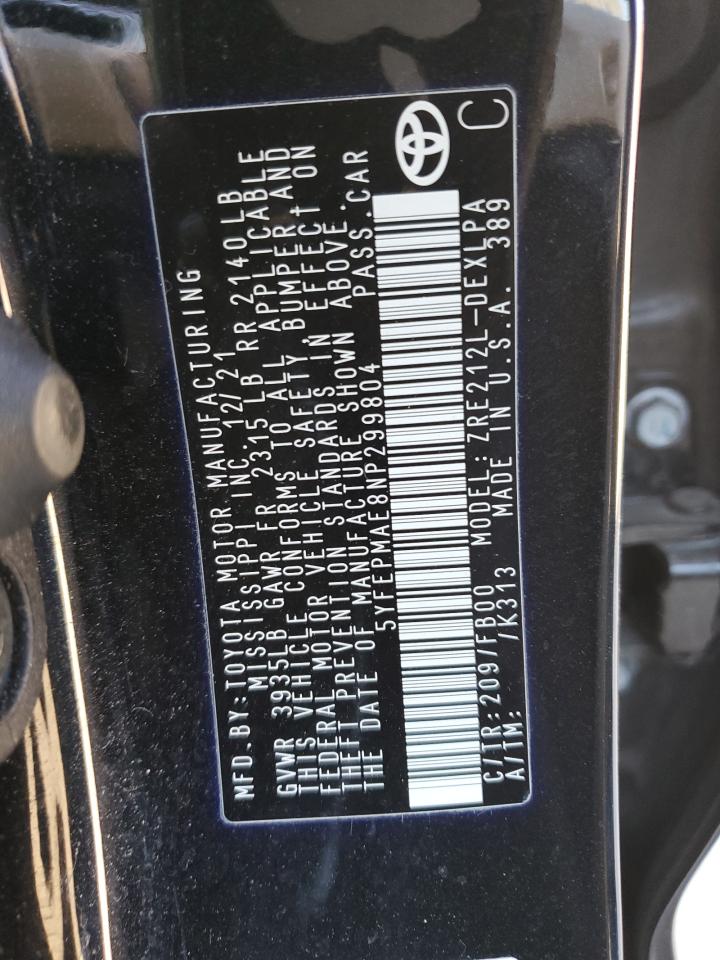 MFD.BY:TOYOTA MOTOR MANUFACTURING
MISSISSIPPI INC. 12/21
GVWR 3935LB GAWR FR 2315 LB RR 2140 LB
THIS VEHICLE CONFORMS TO ALL APPLICABLE
FEDERAL MOTOR VEHICLE SAFETY, BUMPER AND
THEFT PREVENTION STANDARDS IN EFFECT ON
THE DATE OF MANUFACTURE SHOWN ABOVE.
5YFEPMAE8NP299804 PASS.CAR
C/TR:209/FB00 MODEL:ZRE212L-DEXLPA
A/TM: /K313 MADE IN U.S.A. 389
C